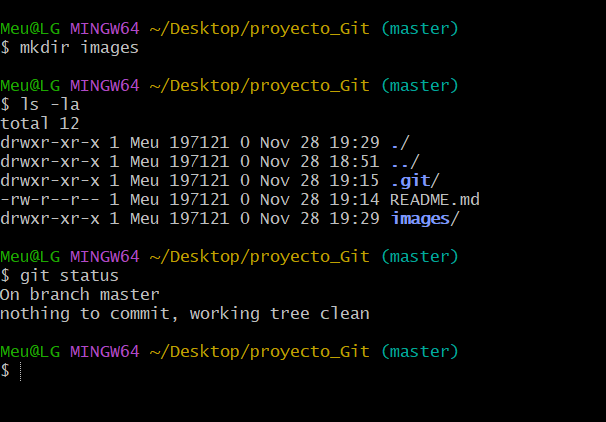 Meu@LG MINGW64 ~/Desktop/proyecto_Git (master)
$ mkdir images
Meu@LG MINGW64 ~/Desktop/proyecto_Git (master)
$ ls -la
total 12
drwxr-xr-x 1 Meu 197121 0 Nov 28 19:29 ./
drwxr-xr-x 1 Meu 197121 0 Nov 28 18:51 ../
drwxr-xr-x 1 Meu 197121 0 Nov 28 19:15 .git/
-rw-r--r-- 1 Meu 197121 0 Nov 28 19:14 README.md
drwxr-xr-x 1 Meu 197121 0 Nov 28 19:29 images/
Meu@LG MINGW64 ~/Desktop/proyecto_Git (master)
$ git status
On branch master
nothing to commit, working tree clean
Meu@LG MINGW64 ~/Desktop/proyecto_Git (master)
$